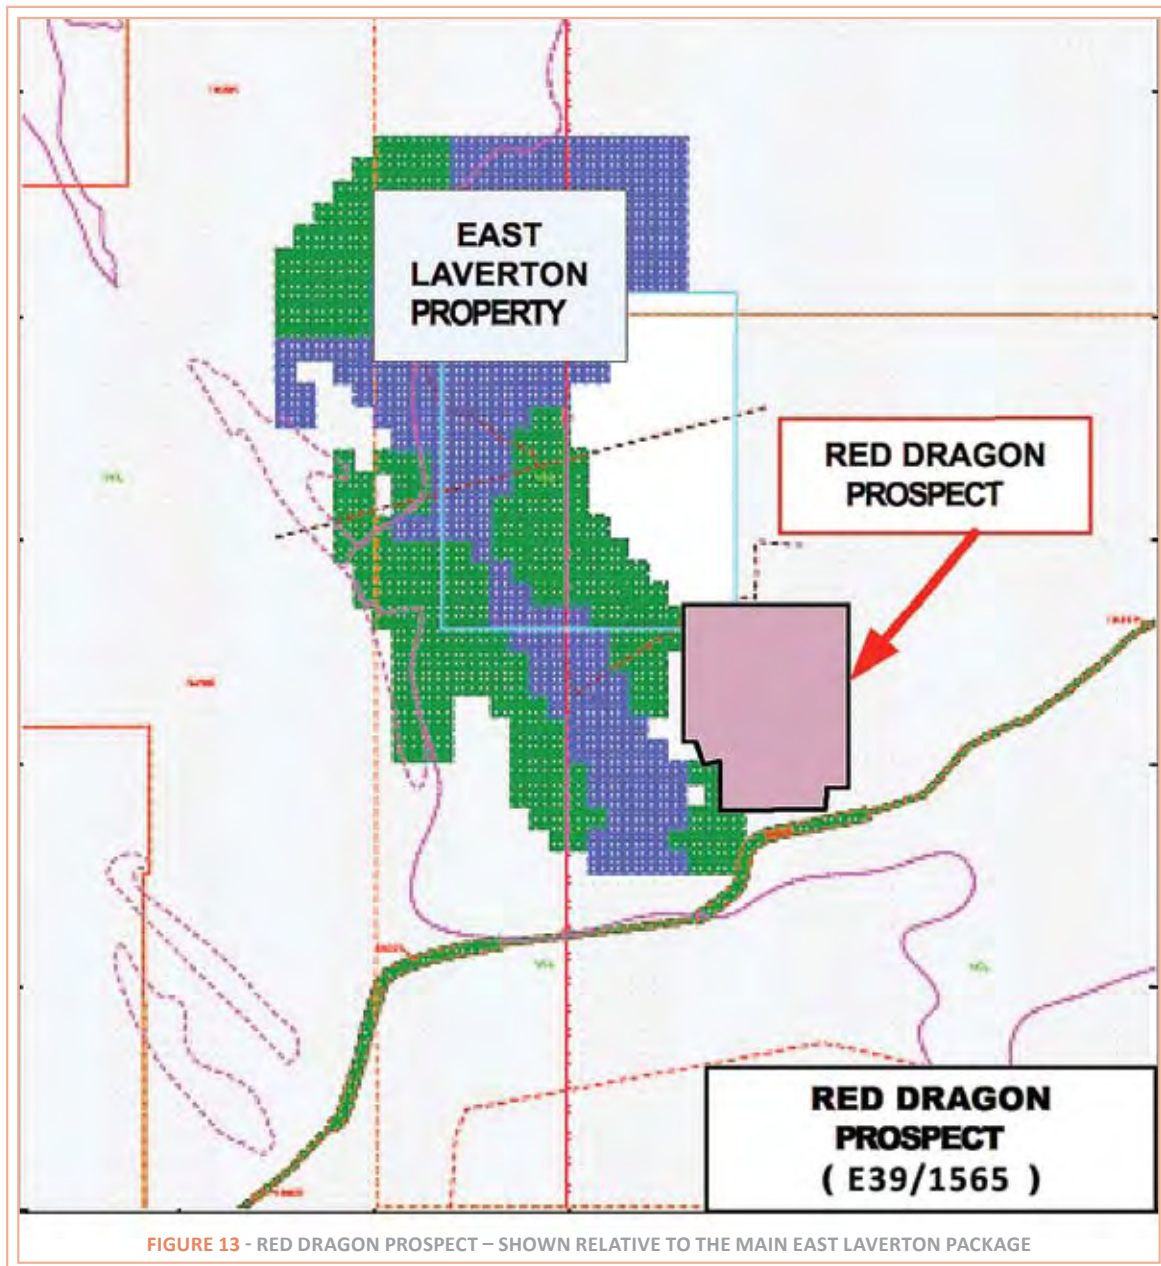 EAST
LAVERTON
PROPERTY
RED DRAGON
PROSPECT
RED DRAGON
PROSPECT
( E39/1565 )
FIGURE 13 - RED DRAGON PROSPECT – SHOWN RELATIVE TO THE MAIN EAST LAVERTON PACKAGE